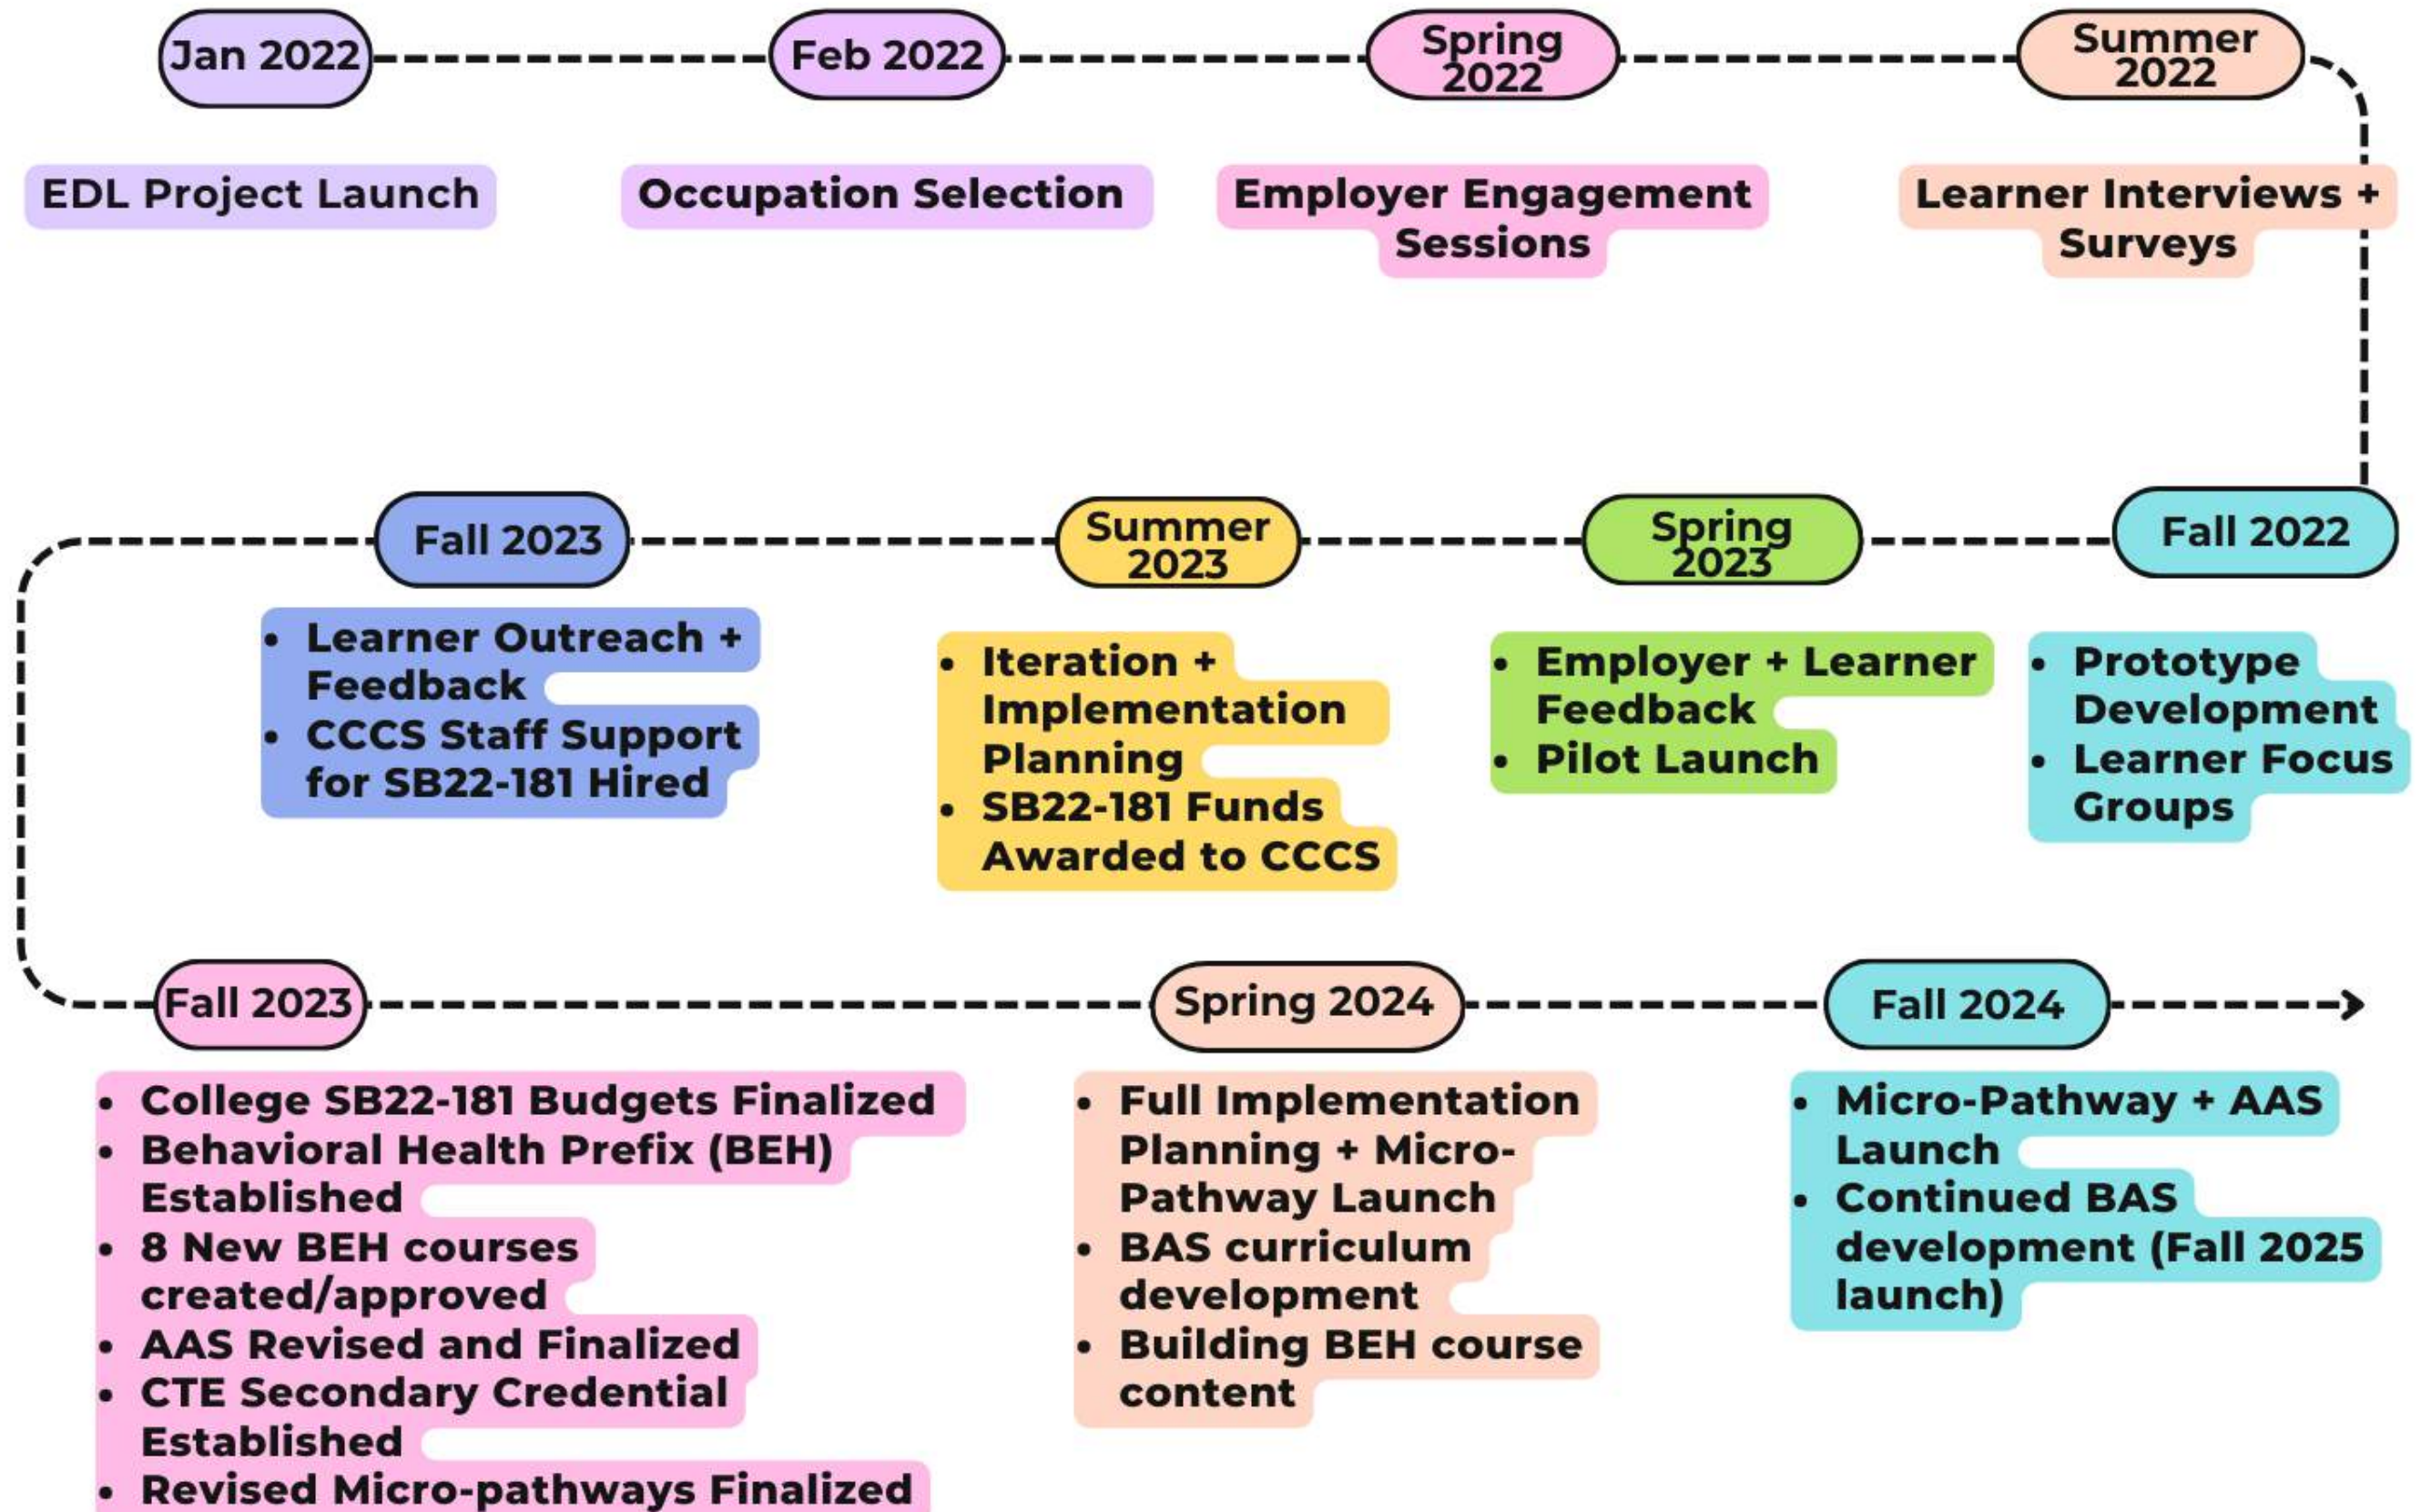 Jan 2022
Feb 2022
Spring
2022
Summer
2022
EDL Project Launch
Occupation Selection
Employer Engagement
Sessions
Learner Interviews +
Surveys
Fall 2022
• Prototype
Development
• Learner Focus
Groups
Spring
2023
• Employer + Learner
Feedback
• Pilot Launch
Summer
2023
• Iteration +
Implementation
Planning
• SB22-181 Funds
Awarded to CCCS
Fall 2023
• Learner Outreach +
Feedback
• CCCS Staff Support
for SB22-181 Hired
Fall 2023
• College SB22-181 Budgets Finalized
• Behavioral Health Prefix (BEH)
Established
• 8 New BEH courses
created/approved
• AAS Revised and Finalized
• CTE Secondary Credential
Established
• Revised Micro-pathways Finalized
Spring 2024
• Full Implementation
Planning + Micro-
Pathway Launch
• BAS curriculum
development
• Building BEH course
content
Fall 2024
• Micro-Pathway + AAS
Launch
• Continued BAS
development (Fall 2025
launch)